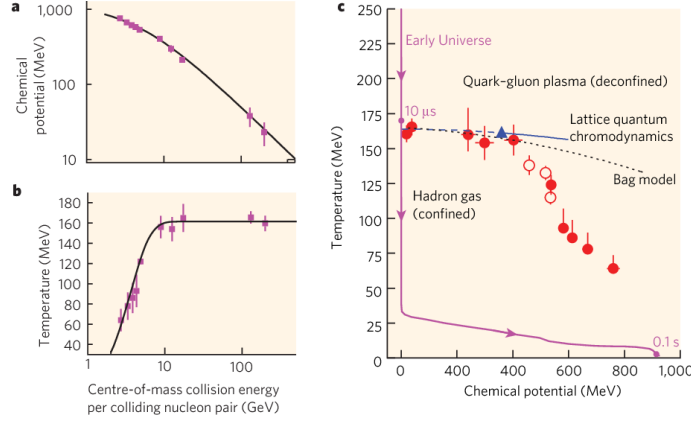 a
1,000
100
10
Chemical
potential (MeV)
b
180
160
140
120
100
80
60
40
Temperature (MeV)
1
10
100
Centre-of-mass collision energy
per colliding nucleon pair (GeV)
c
250
225
200
175
150
125
100
75
50
25
0
Temperature (MeV)
Early Universe
Quark–gluon plasma (deconfined)
10 μs
Lattice quantum
chromodynamics
Bag model
Hadron gas
(confined)
0.1 s
0
400
400
600
800
1,000
Chemical potential (MeV)